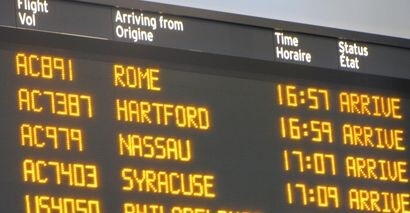 Flight Arriving from Time Status
Vol Origine Horaire État
AC891 ROME 16:57 ARRIVE
AC7387 HARTFORD 16:59 ARRIVE
AC979 NASSAU 17:07 ARRIVE
AC7403 SYRACUSE 17:09 ARRIVE
US4050